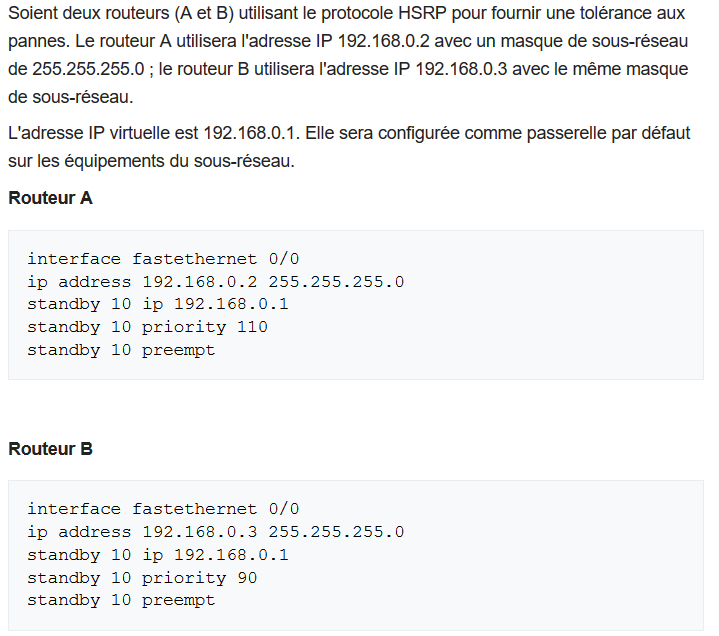 Soient deux routeurs (A et B) utilisant le protocole HSRP pour fournir une tolérance aux
pannes. Le routeur A utilisera l'adresse IP 192.168.0.2 avec un masque de sous-réseau
de 255.255.255.0 ; le routeur B utilisera l'adresse IP 192.168.0.3 avec le même masque
de sous-réseau.
L'adresse IP virtuelle est 192.168.0.1. Elle sera configurée comme passerelle par défaut
sur les équipements du sous-réseau.
Routeur A
interface fastethernet 0/0
ip address 192.168.0.2 255.255.255.0
standby 10 ip 192.168.0.1
standby 10 priority 110
standby 10 preempt
Routeur B
interface fastethernet 0/0
ip address 192.168.0.3 255.255.255.0
standby 10 ip 192.168.0.1
standby 10 priority 90
standby 10 preempt